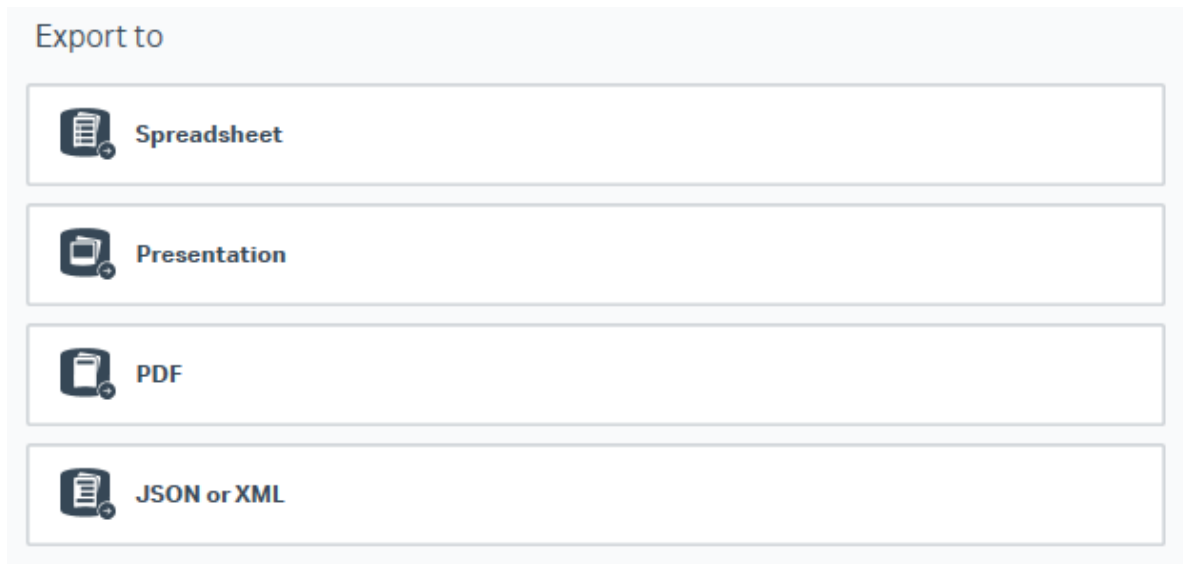 Export to
Spreadsheet
Presentation
PDF
JSON or XML